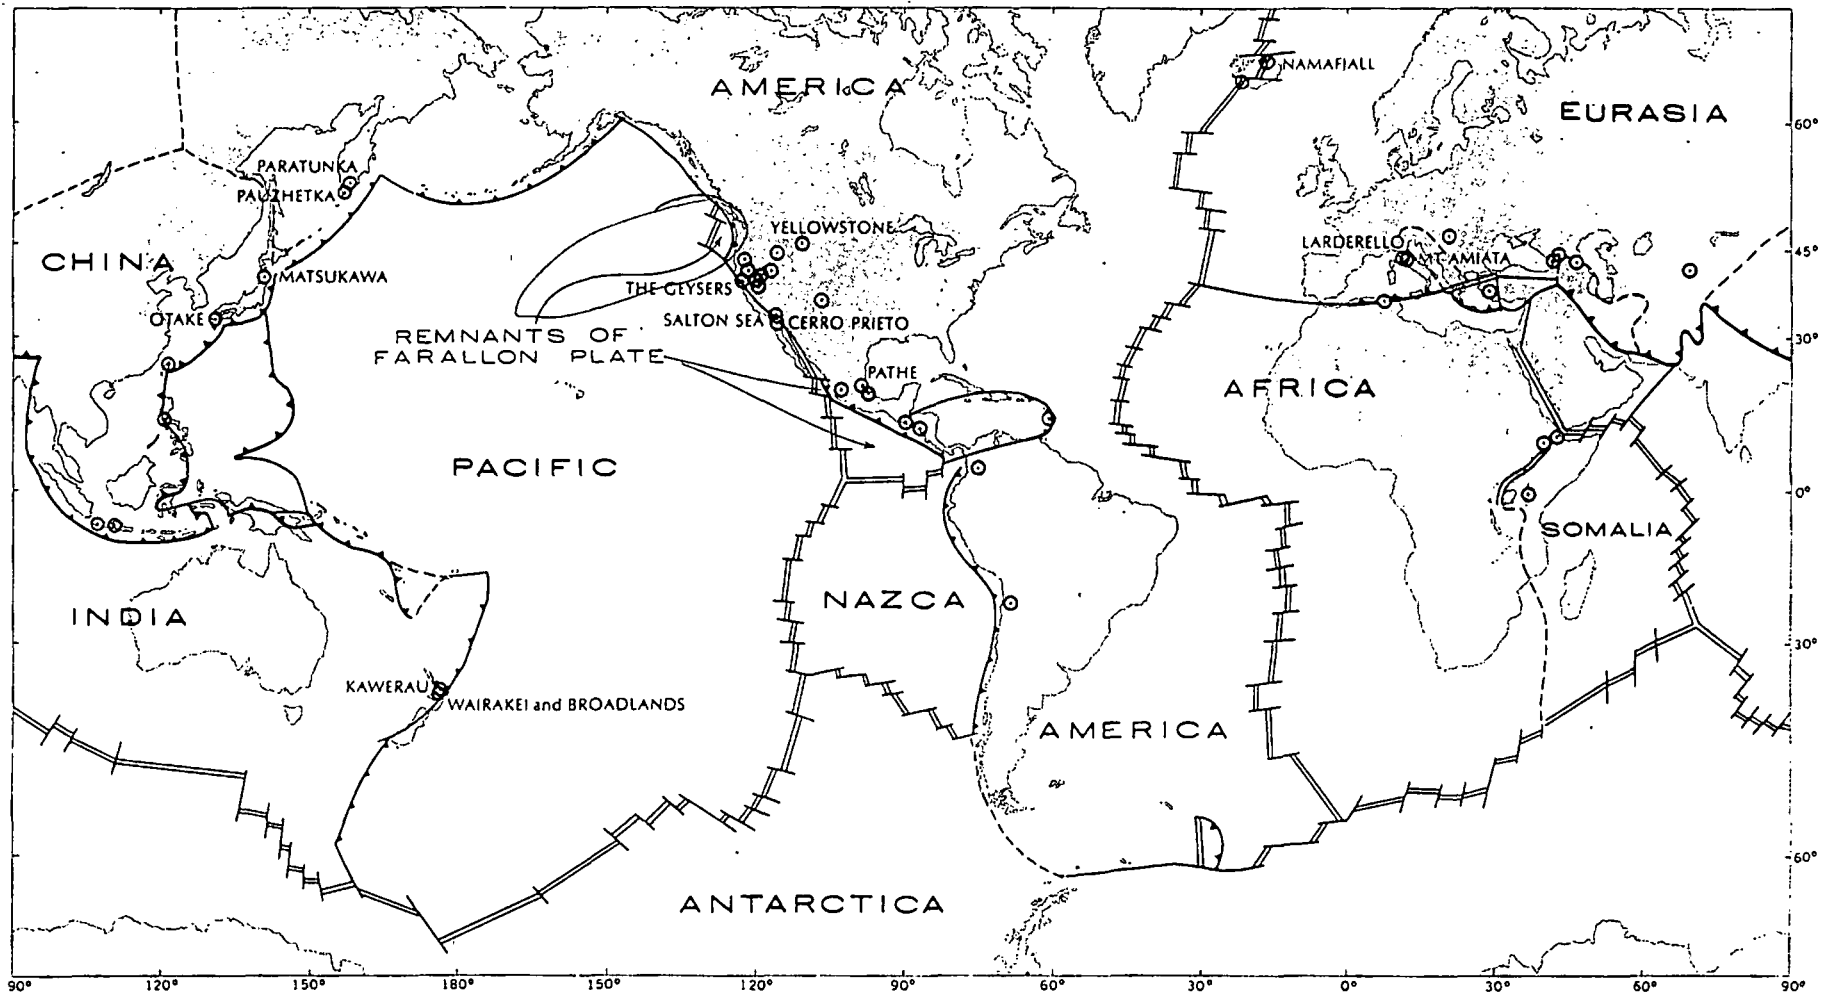 NAMAFJALL
AMERICA
EURASIA
60°
PARATUNKA
PAUZHETKA
YELLOWSTONE
LARDERELLO
MT. AMIATA
45°
CHINA
MATSUKAWA
THE GEYSERS
OTAKE
SALTON SEA
CERRO PRIETO
REMNANTS OF
FARALLON PLATE
30°
PATHE
AFRICA
PACIFIC
0°
SOMALIA
NAZCA
INDIA
30°
KAWERAU
WAIRAKEI and BROADLANDS
AMERICA
60°
ANTARCTICA
90° 120° 150° 180° 150° 120° 90° 60° 30° 0° 30° 60° 90°